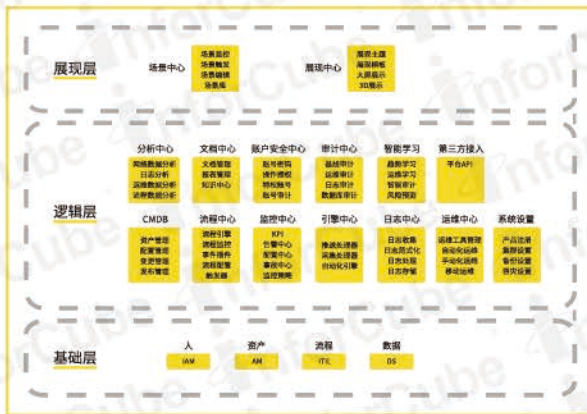 展现层
场景中心
场景监控
场景触发
场景编辑
场景库
展现中心
展现主题
展现模板
大屏展示
3D展示
逻辑层
分析中心
网络数据分析
日志分析
运维数据分析
流程数据分析
文档中心
文档管理
报表管理
知识中心
账户安全中心
账号密码
操作授权
特权账号
账号审计
审计中心
基线审计
运维审计
日志审计
数据库审计
智能学习
趋势学习
运维学习
智能审计
风险预测
第三方接入
平台API
CMDB
资产管理
配置管理
变更管理
发布管理
流程中心
流程引擎
流程监控
事件插件
流程配置
触发器
监控中心
KPI
告警中心
配置中心
事视中心
监控策略
引擎中心
推送处理器
采集处理器
自动化引擎
日志中心
日志收集
日志范式化
日志处理
日志存储
运维中心
运维工具管理
自动化运维
手动化运维
移动运维
系统设置
产品注册
集群设置
备份设置
容灾设置
基础层
人
IAM
资产
AM
流程
ITIL
数据
DS
inforCube